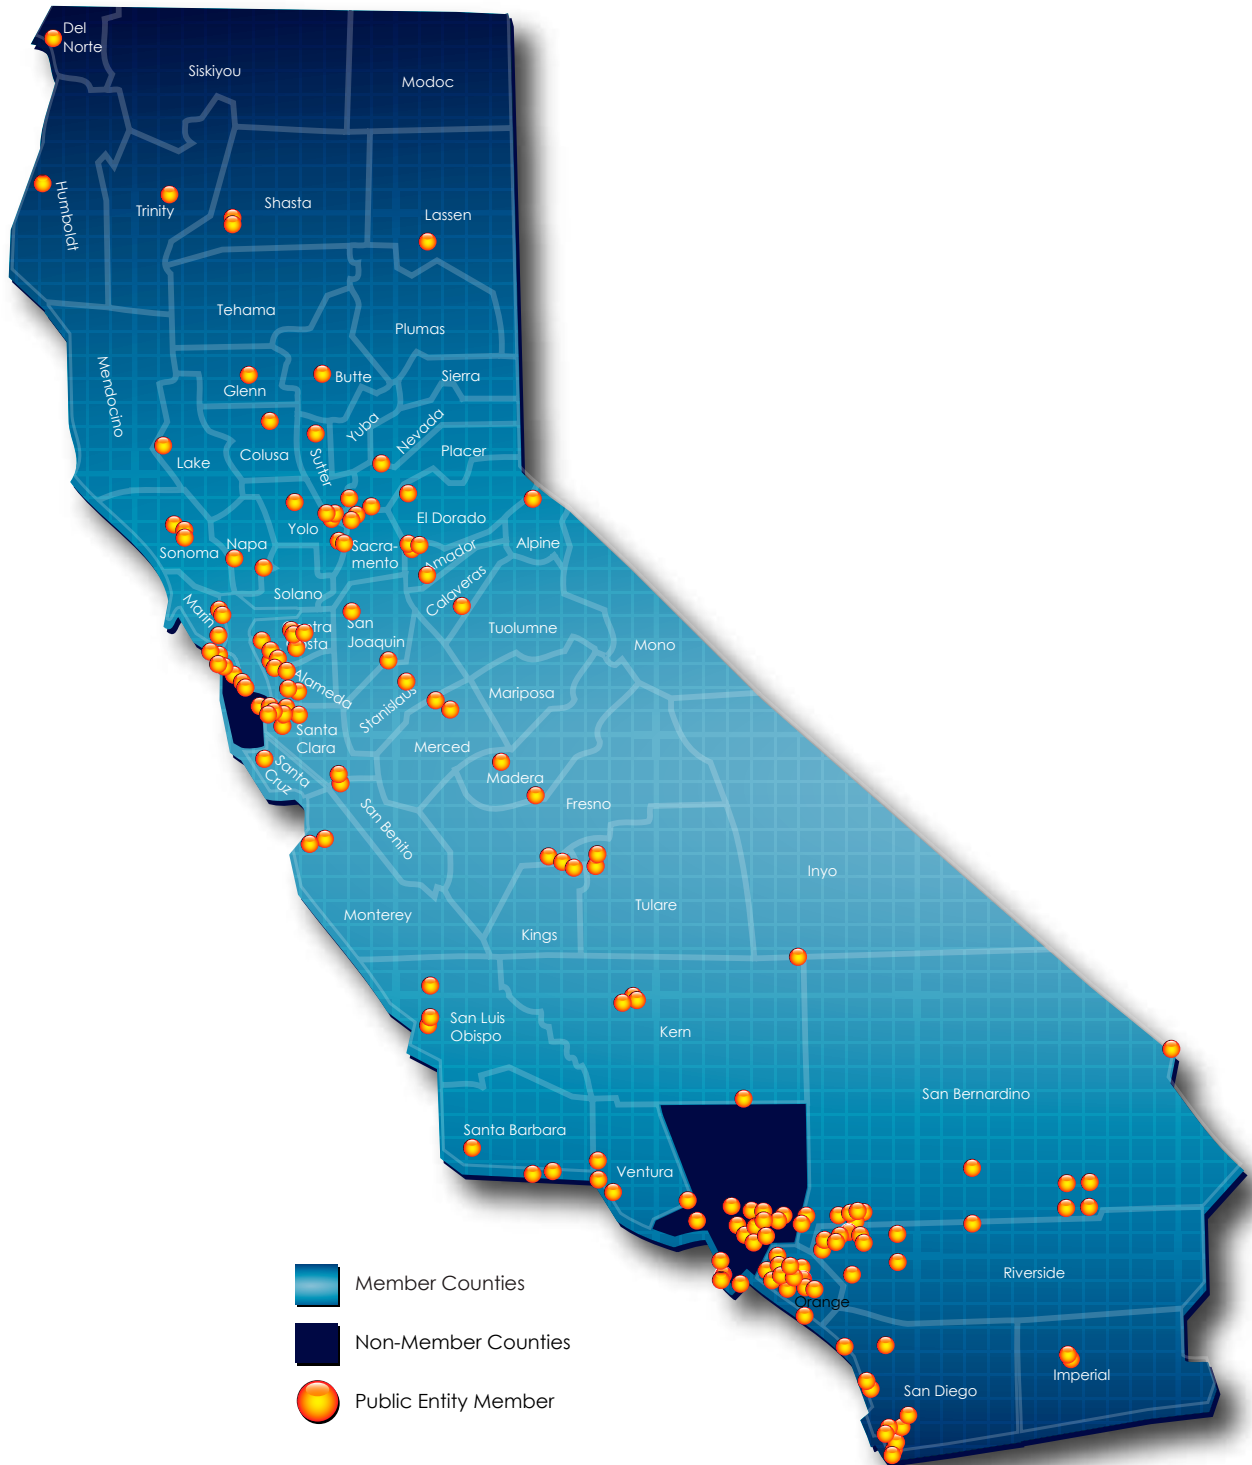 Del
Norte
Siskiyou
Modoc
Humboldt
Trinity
Shasta
Lassen
Tehama
Plumas
Mendocino
Glenn
Butte
Sierra
Yuba
Nevada
Lake
Colusa
Sutter
Placer
Sonoma
Napa
Yolo
Sacra-
mento
El Dorado
Amador
Alpine
Solano
Calaveras
Marin
San
Joaquin
Tuolumne
Mono
Alameda
Stanislaus
Mariposa
Santa
Clara
Merced
Santa
Cruz
Madera
San Benito
Fresno
Inyo
Monterey
Kings
Tulare
San Luis
Obispo
Kern
San Bernardino
Santa Barbara
Ventura
Riverside
Orange
San Diego
Imperial
Member Counties
Non-Member Counties
Public Entity Member